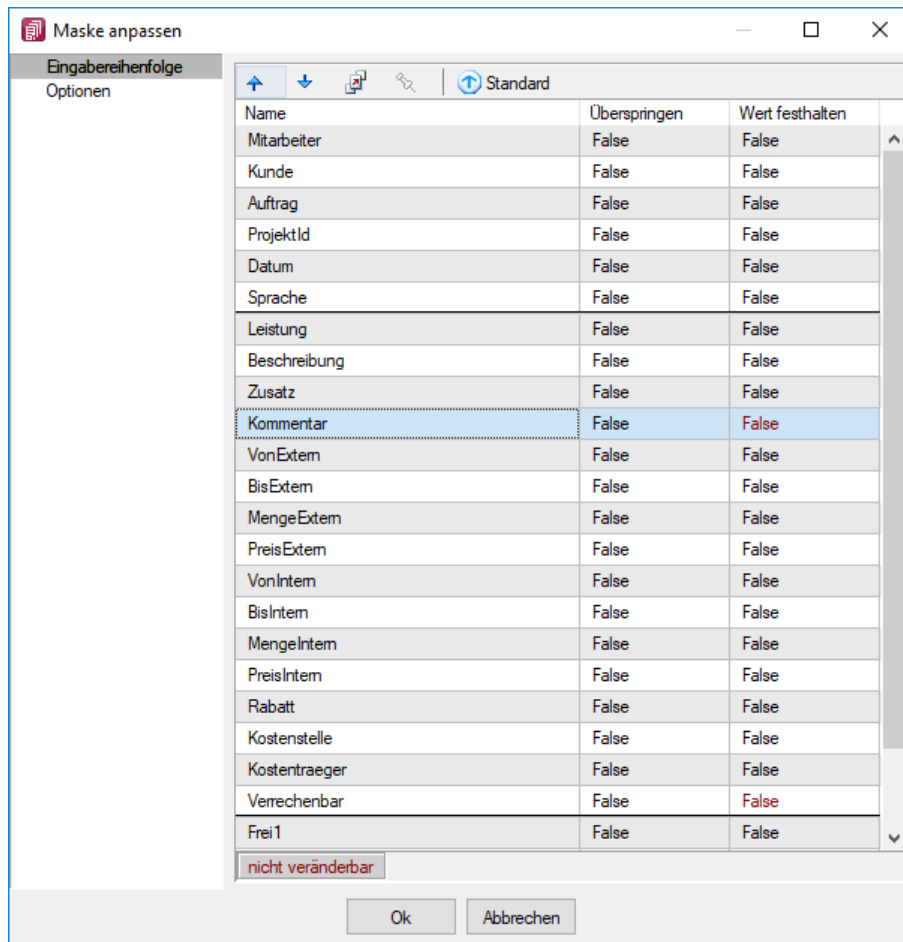 Maske anpassen
Eingabereihenfolge
Optionen
Standard
Name Überspringen Wert festhalten
Mitarbeiter False False
Kunde False False
Auftrag False False
ProjektId False False
Datum False False
Sprache False False
Leistung False False
Beschreibung False False
Zusatz False False
Kommentar False False
VonExtern False False
BisExtern False False
MengeExtern False False
PreisExtern False False
VonIntern False False
BisIntern False False
MengeIntern False False
PreisIntern False False
Rabatt False False
Kostenstelle False False
Kostentraeger False False
Verrechenbar False False
Frei1 False False
nicht veränderbar
Ok Abbrechen